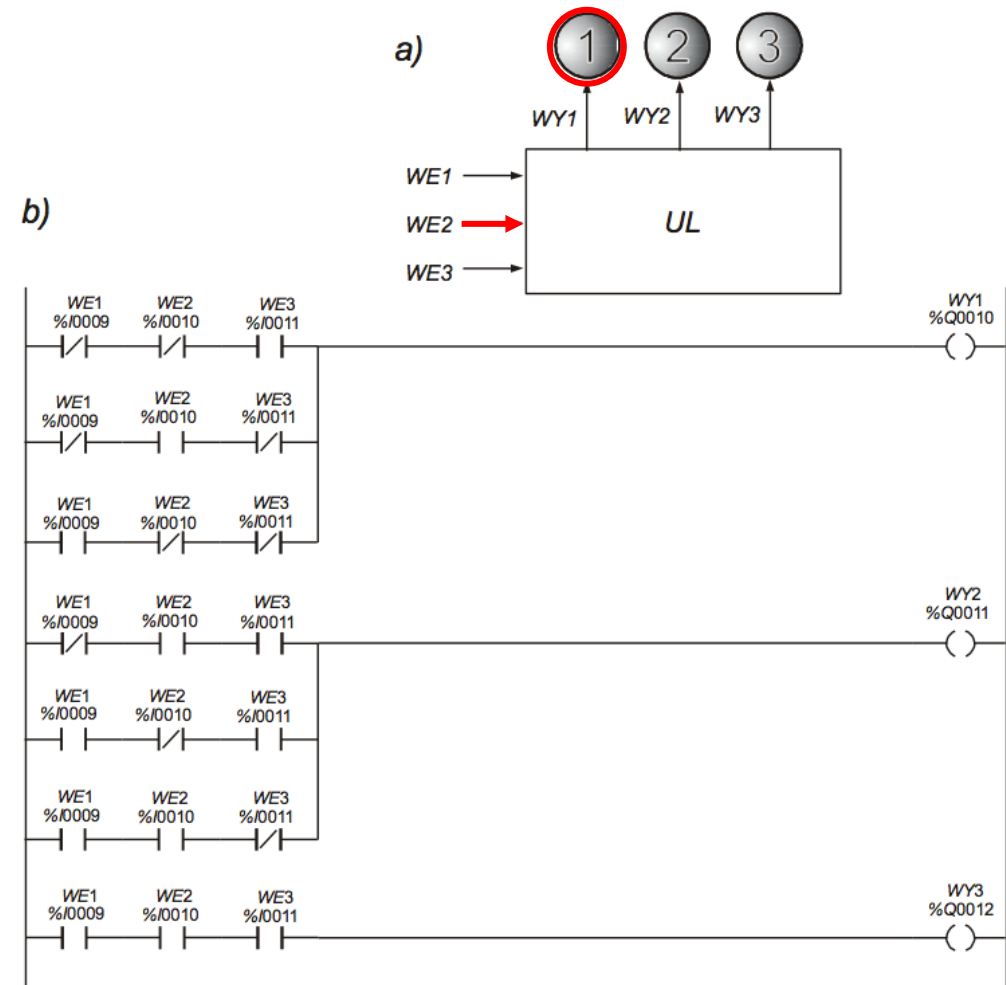 a)
1 2 3
WY1 WY2 WY3
WE1
WE2
WE3
UL
b)
WE1 WE2 WE3 WY1
%I0009 %I0010 %I0011 %Q0010
WE1 WE2 WE3
%I0009 %I0010 %I0011
WE1 WE2 WE3
%I0009 %I0010 %I0011
WE1 WE2 WE3 WY2
%I0009 %I0010 %I0011 %Q0011
WE1 WE2 WE3
%I0009 %I0010 %I0011
WE1 WE2 WE3
%I0009 %I0010 %I0011
WE1 WE2 WE3 WY3
%I0009 %I0010 %I0011 %Q0012